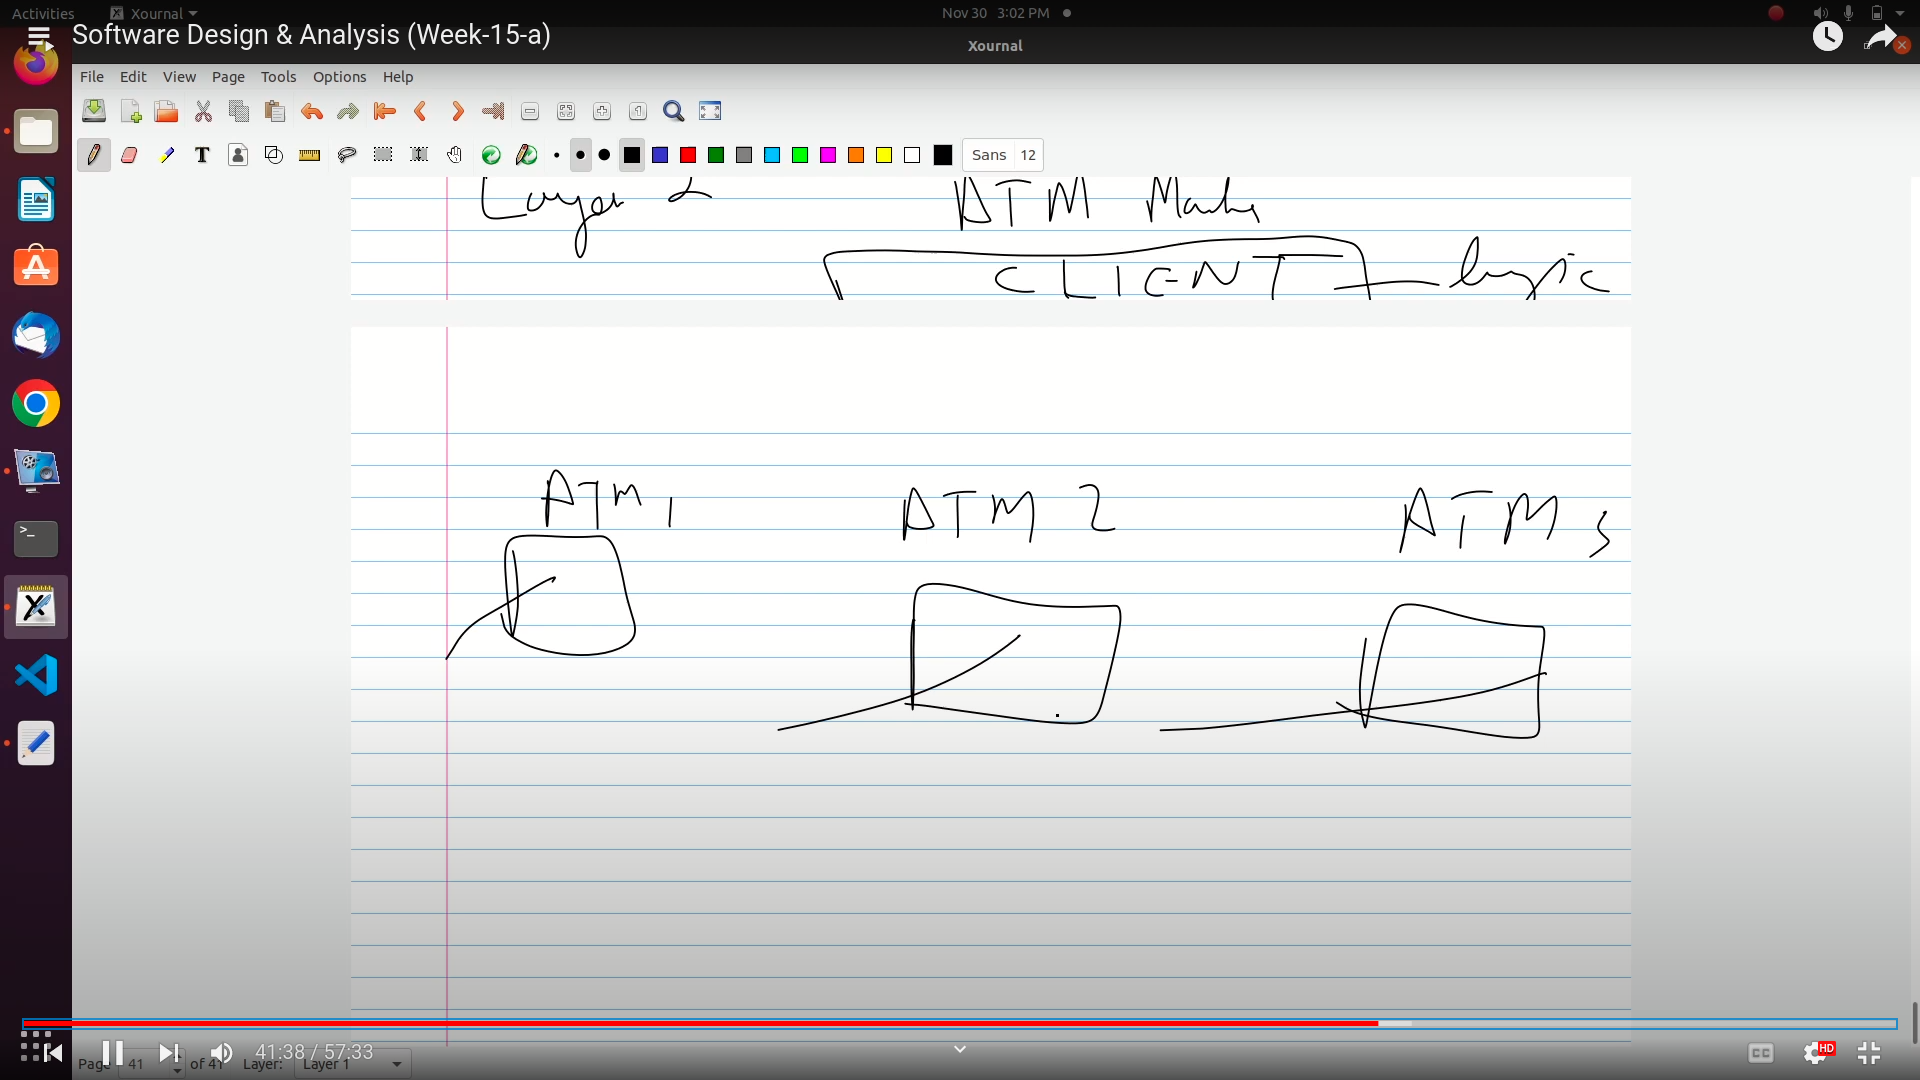 Activities Xournal Nov 30 3:02 PM
Software Design & Analysis (Week-15-a)
Xournal
File Edit View Page Tools Options Help
T Sans 12
Layer 2 ATM
CLIENT logic
ATM 1 ATM 2 ATM 3
41:38 / 57:33 CC HD
Page 41 of 41 Layer: Layer 1